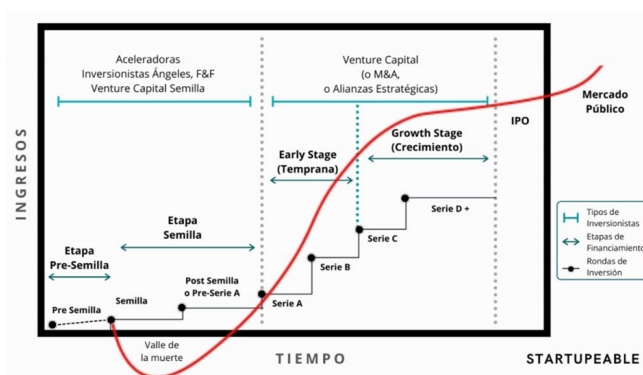 Aceleradoras
Inversionistas Ángeles, F&F
Venture Capital Semilla
Venture Capital
(o M&A,
o Alianzas Estratégicas)
Mercado
Público
IPO
Growth Stage
(Crecimiento)
Early Stage
(Temprana)
INGRESOS
Etapa
Semilla
Etapa
Pre-Semilla
Serie D +
Serie C
Serie B
Serie A
Post Semilla
o Pre-Serie A
Semilla
Pre Semilla
Tipos de
Inversionistas
Etapas de
Financiamiento
Rondas de
Inversión
Valle de
la muerte
TIEMPO
STARTUPEABLE